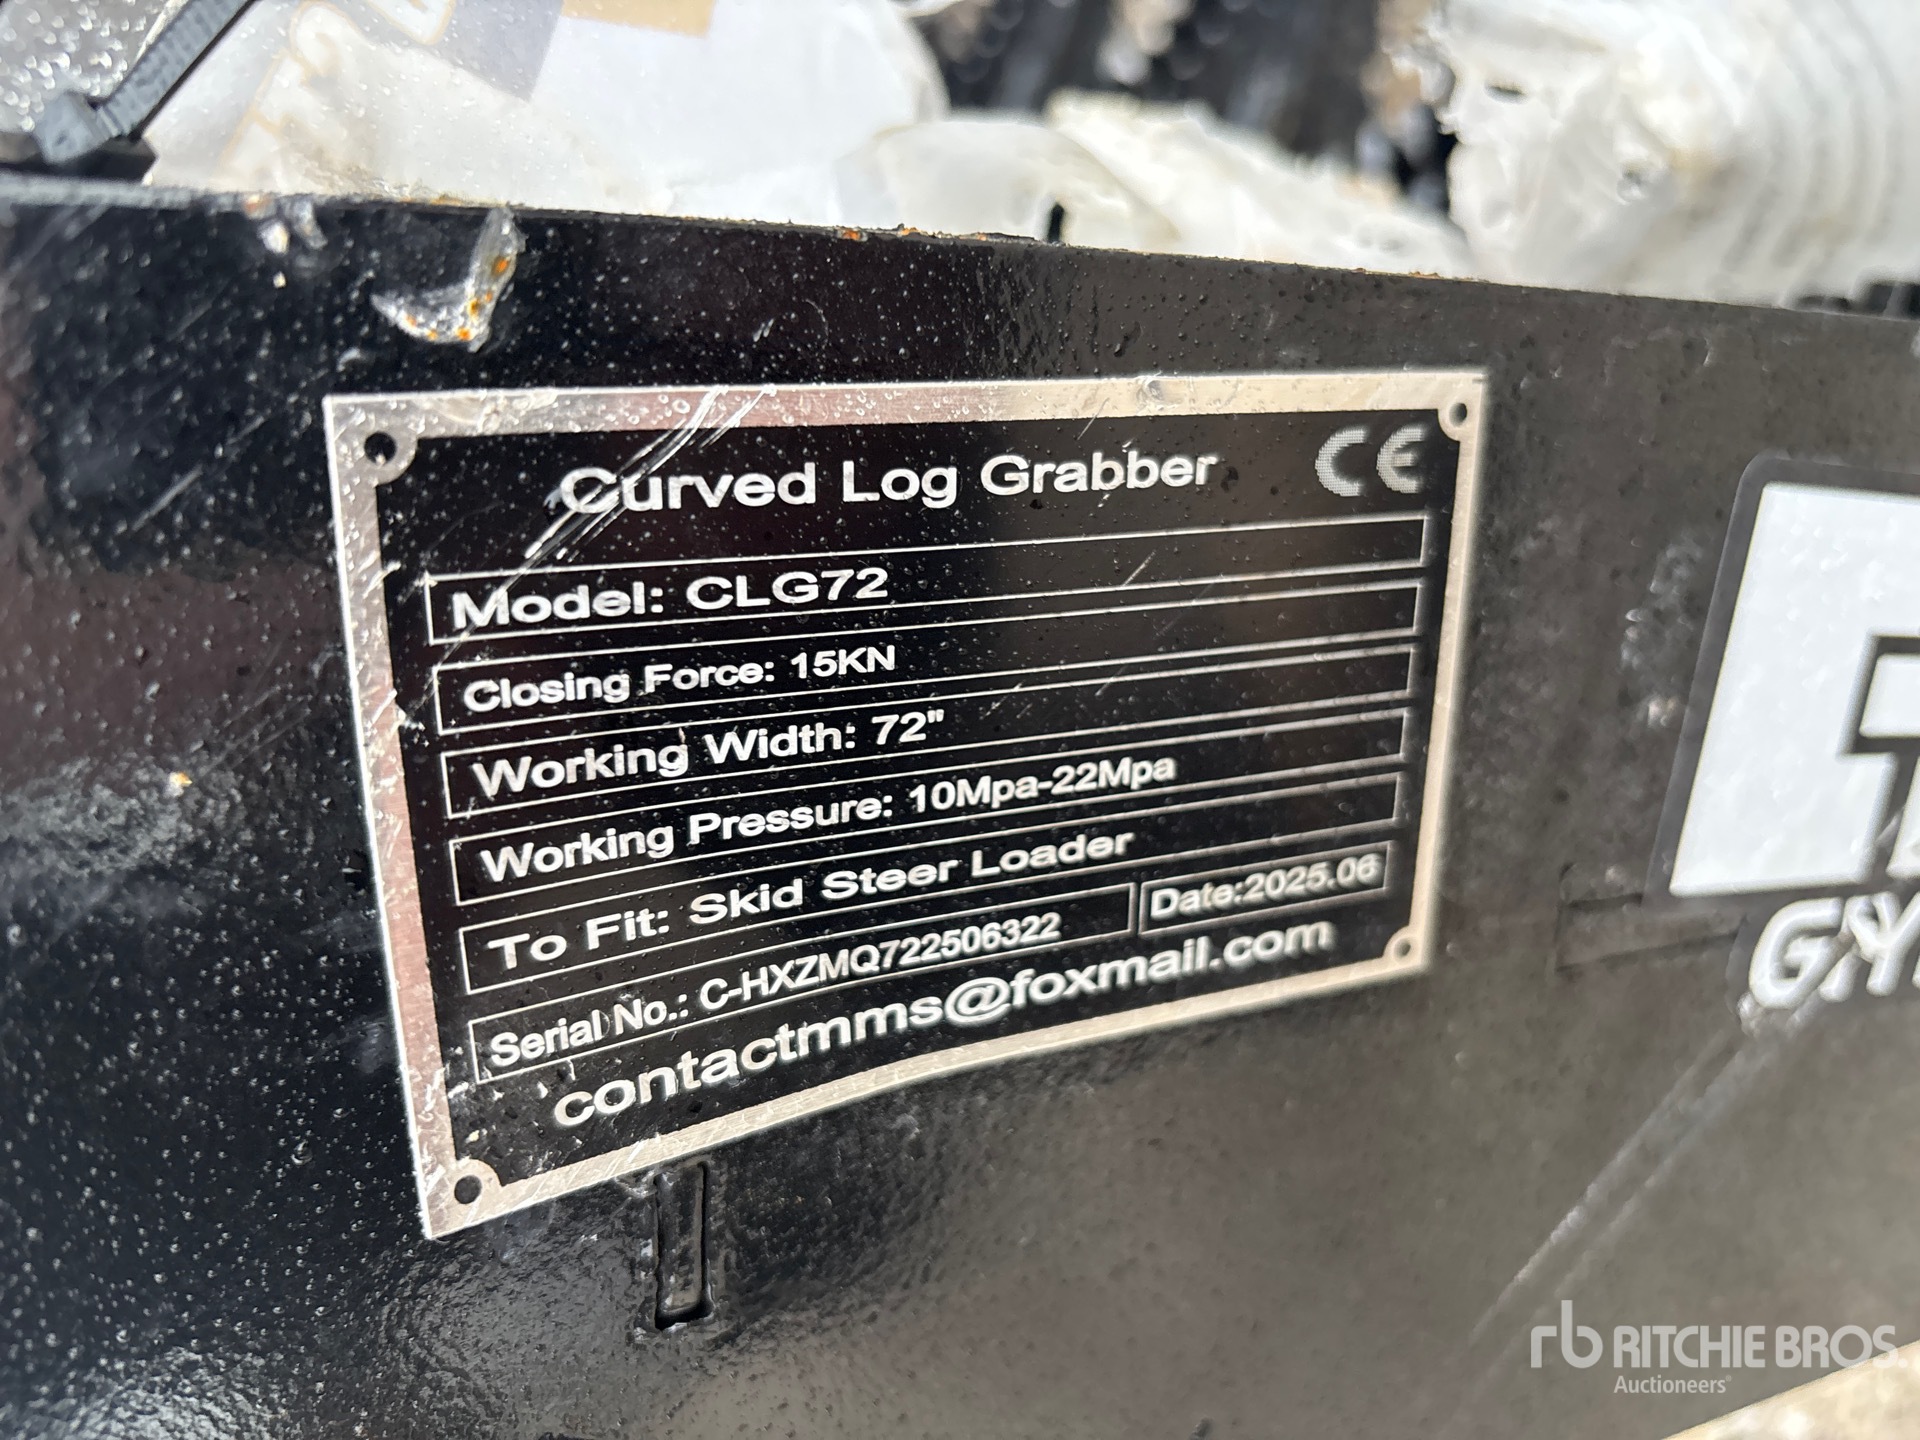 Curved Log Grabber CE
Model: CLG72
Closing Force: 15KN
Working Width: 72"
Working Pressure: 10Mpa-22Mpa
To Fit: Skid Steer Loader
Serial No.: C-HXZMQ722506322 Date:2025.06
contactmms@foxmail.com
rb RITCHIE BROS.
Auctioneers